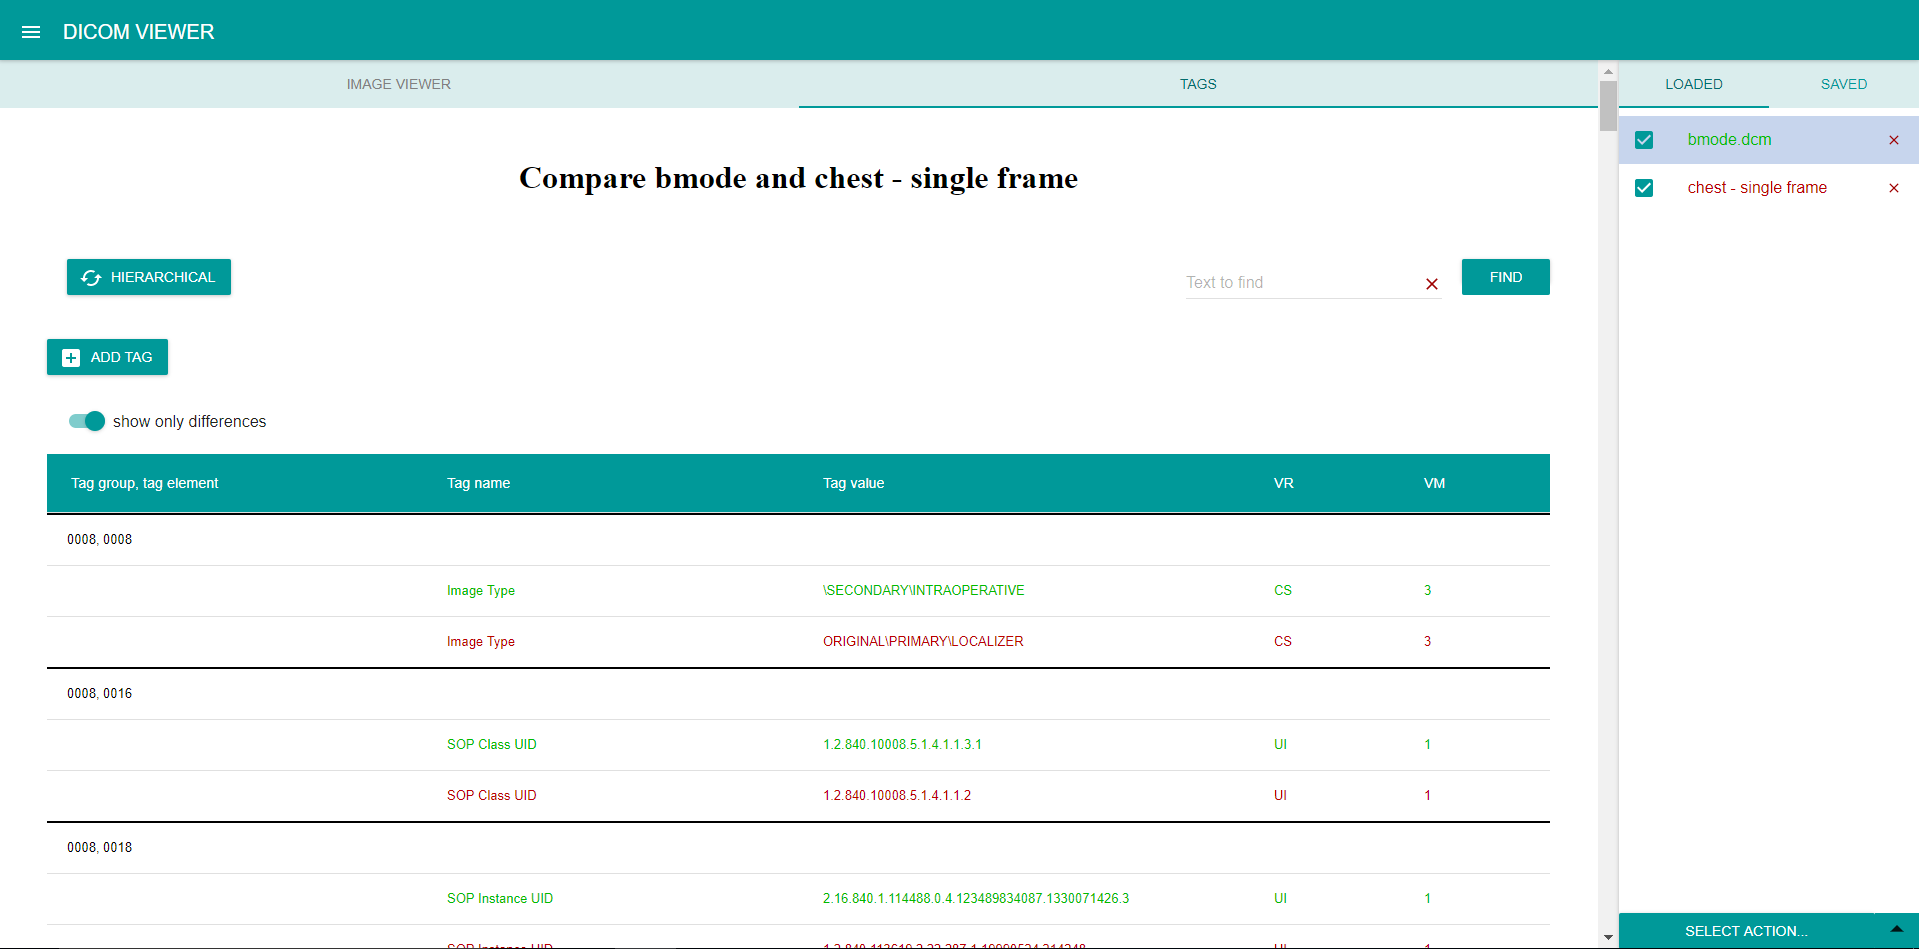 DICOM VIEWER
IMAGE VIEWER
TAGS
LOADED
SAVED
bmode.dcm
chest - single frame
Compare bmode and chest - single frame
HIERARCHICAL
Text to find
FIND
ADD TAG
show only differences
Tag group, tag element Tag name Tag value VR VM
0008, 0008
Image Type \SECONDARY\INTRAOPERATIVE CS 3
Image Type ORIGINAL\PRIMARY\LOCALIZER CS 3
0008, 0016
SOP Class UID 1.2.840.10008.5.1.4.1.1.3.1 UI 1
SOP Class UID 1.2.840.10008.5.1.4.1.1.2 UI 1
0008, 0018
SOP Instance UID 2.16.840.1.114488.0.4.123489834087.1330071426.3 UI 1
SOP Instance UID UI 1
SELECT ACTION...